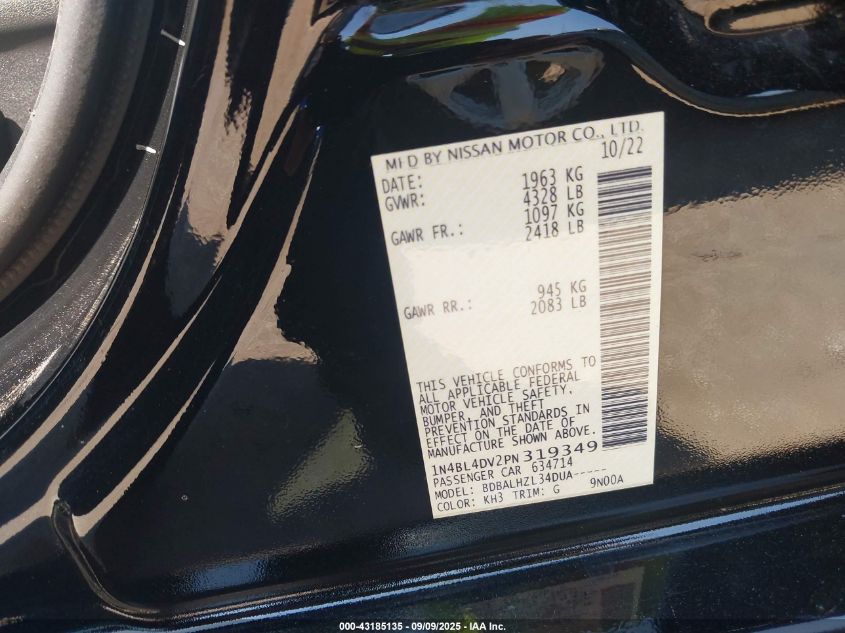 MFD BY NISSAN MOTOR CO., LTD.
DATE: 10/22
GVWR: 1963 KG
4328 LB
GAWR FR.: 1097 KG
2418 LB
GAWR RR.: 945 KG
2083 LB
THIS VEHICLE CONFORMS TO
ALL APPLICABLE FEDERAL
MOTOR VEHICLE SAFETY,
BUMPER, AND THEFT
PREVENTION STANDARDS IN
EFFECT ON THE DATE OF
MANUFACTURE SHOWN ABOVE.
1N4BL4DV2PN319349
PASSENGER CAR 634714
MODEL: BDBALHZL34DUA-----
COLOR: KH3 TRIM: G 9N00A
000-43185135 - 09/09/2025 - IAA Inc.